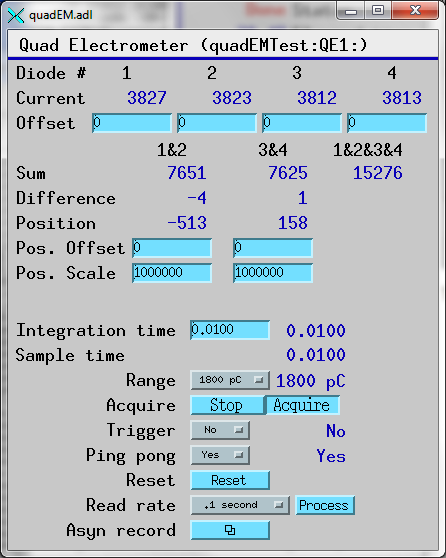 quadEM.adl
Quad Electrometer (quadEMTest:QE1:)
Diode # 1 2 3 4
Current 3827 3823 3812 3813
Offset 0 0 0 0
1&2 3&4 1&2&3&4
Sum 7651 7625 15276
Difference -4 1
Position -513 158
Pos. Offset 0 0
Pos. Scale 1000000 1000000
Integration time 0.0100 0.0100
Sample time 0.0100
Range 1800 pC 1800 pC
Acquire Stop Acquire
Trigger No No
Ping pong Yes Yes
Reset Reset
Read rate .1 second Process
Asyn record